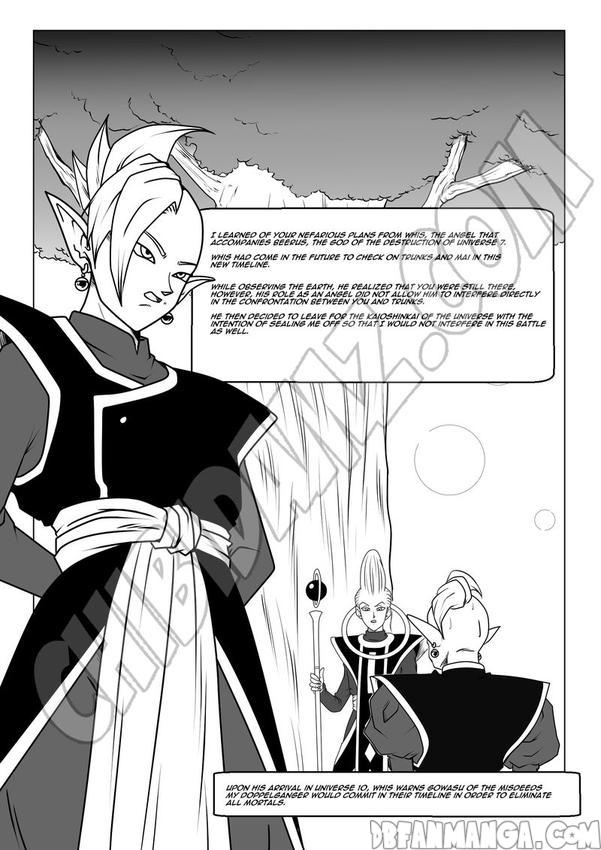 I LEARNED OF YOUR NEFARIOUS PLANS FROM WHIS, THE ANGEL THAT
ACCOMPANIES BEERUS, THE GOD OF THE DESTRUCTION OF UNIVERSE 7.
WHIS HAD COME IN THE FUTURE TO CHECK ON TRUNKS AND MAI IN THIS
NEW TIMELINE.
WHILE OBSERVING THE EARTH, HE REALIZED THAT YOU WERE STILL THERE.
HOWEVER, HIS ROLE AS AN ANGEL DID NOT ALLOW HIM TO INTERFERE DIRECTLY
IN THE CONFRONTATION BETWEEN YOU AND TRUNKS.
HE THEN DECIDED TO LEAVE FOR THE KAIOSHINKAI OF THE UNIVERSE WITH THE
INTENTION OF SEALING ME OFF SO THAT I WOULD NOT INTERFERE IN THIS BATTLE
AS WELL.
CHIBIDAMZ.COM
UPON HIS ARRIVAL IN UNIVERSE 10, WHIS WARNS GOWASU OF THE MISDEEDS
MY DOPPELGANGER WOULD COMMIT IN THEIR TIMELINE IN ORDER TO ELIMINATE
ALL MORTALS.
DBFANMANGA.COM